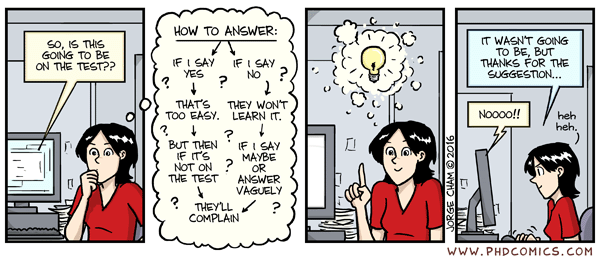 SO, IS THIS
GOING TO BE
ON THE TEST??
HOW TO ANSWER:
IF I SAY
YES
?
THAT'S
TOO EASY.
?
BUT THEN
IF IT'S
NOT ON
THE TEST
?
IF I SAY
NO
?
THEY WON'T
LEARN IT.
?
IF I SAY
MAYBE
OR
ANSWER
VAGUELY
?
THEY'LL
COMPLAIN
JORGE CHAM © 2016
IT WASN'T GOING
TO BE, BUT
THANKS FOR THE
SUGGESTION...
NOOOO!!
heh
heh.
WWW.PHDCOMICS.COM